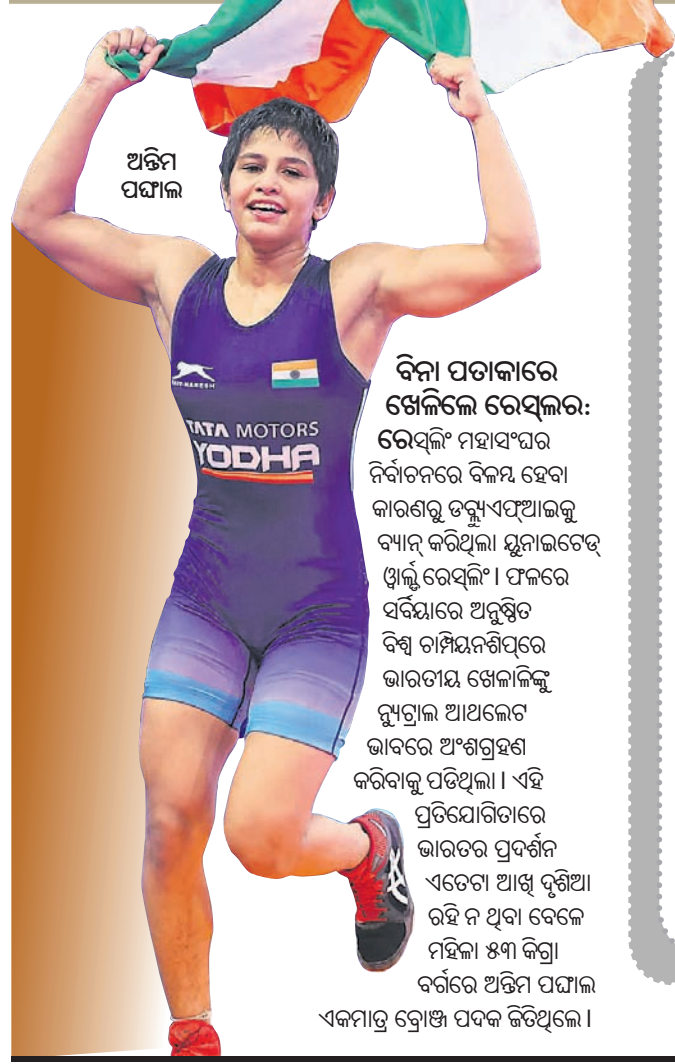 ଅନ୍ତିମ
ପଙ୍ଘାଲ
TATA MOTORS
YODHA
ବିନା ପତାକାରେ
ଖେଳିଲେ ରେସ୍‌ଲର:
ରେସ୍‌ଲିଂ ମହାସଂଘର
ନିର୍ବାଚନରେ ବିଳମ୍ବ ହେବା
କାରଣରୁ ଡବ୍ଲ୍ୟୁଏଫ୍‌ଆଇକୁ
ବ୍ୟାନ୍ କରିଥିଲା ୟୁନାଇଟେଡ୍
ୱାର୍ଲ୍ଡ ରେସ୍‌ଲିଂ । ଫଳରେ
ସର୍ବିୟାରେ ଅନୁଷ୍ଠିତ
ବିଶ୍ୱ ଚାମ୍ପିୟନଶିପ୍‌ରେ
ଭାରତୀୟ ଖେଳାଳିଙ୍କୁ
ନ୍ୟୁଟ୍ରାଲ ଆଥଲେଟ
ଭାବରେ ଅଂଶଗ୍ରହଣ
କରିବାକୁ ପଡିଥିଲା । ଏହି
ପ୍ରତିଯୋଗିତାରେ
ଭାରତର ପ୍ରଦର୍ଶନ
ଏତେଟା ଆଖି ଦୃଶିଆ
ରହି ନ ଥିବା ବେଳେ
ମହିଳା ୫୩ କିଗ୍ରା
ବର୍ଗରେ ଅନ୍ତିମ ପଙ୍ଘାଲ
ଏକମାତ୍ର ବ୍ରୋଞ୍ଜ ପଦକ ଜିତିଥିଲେ ।